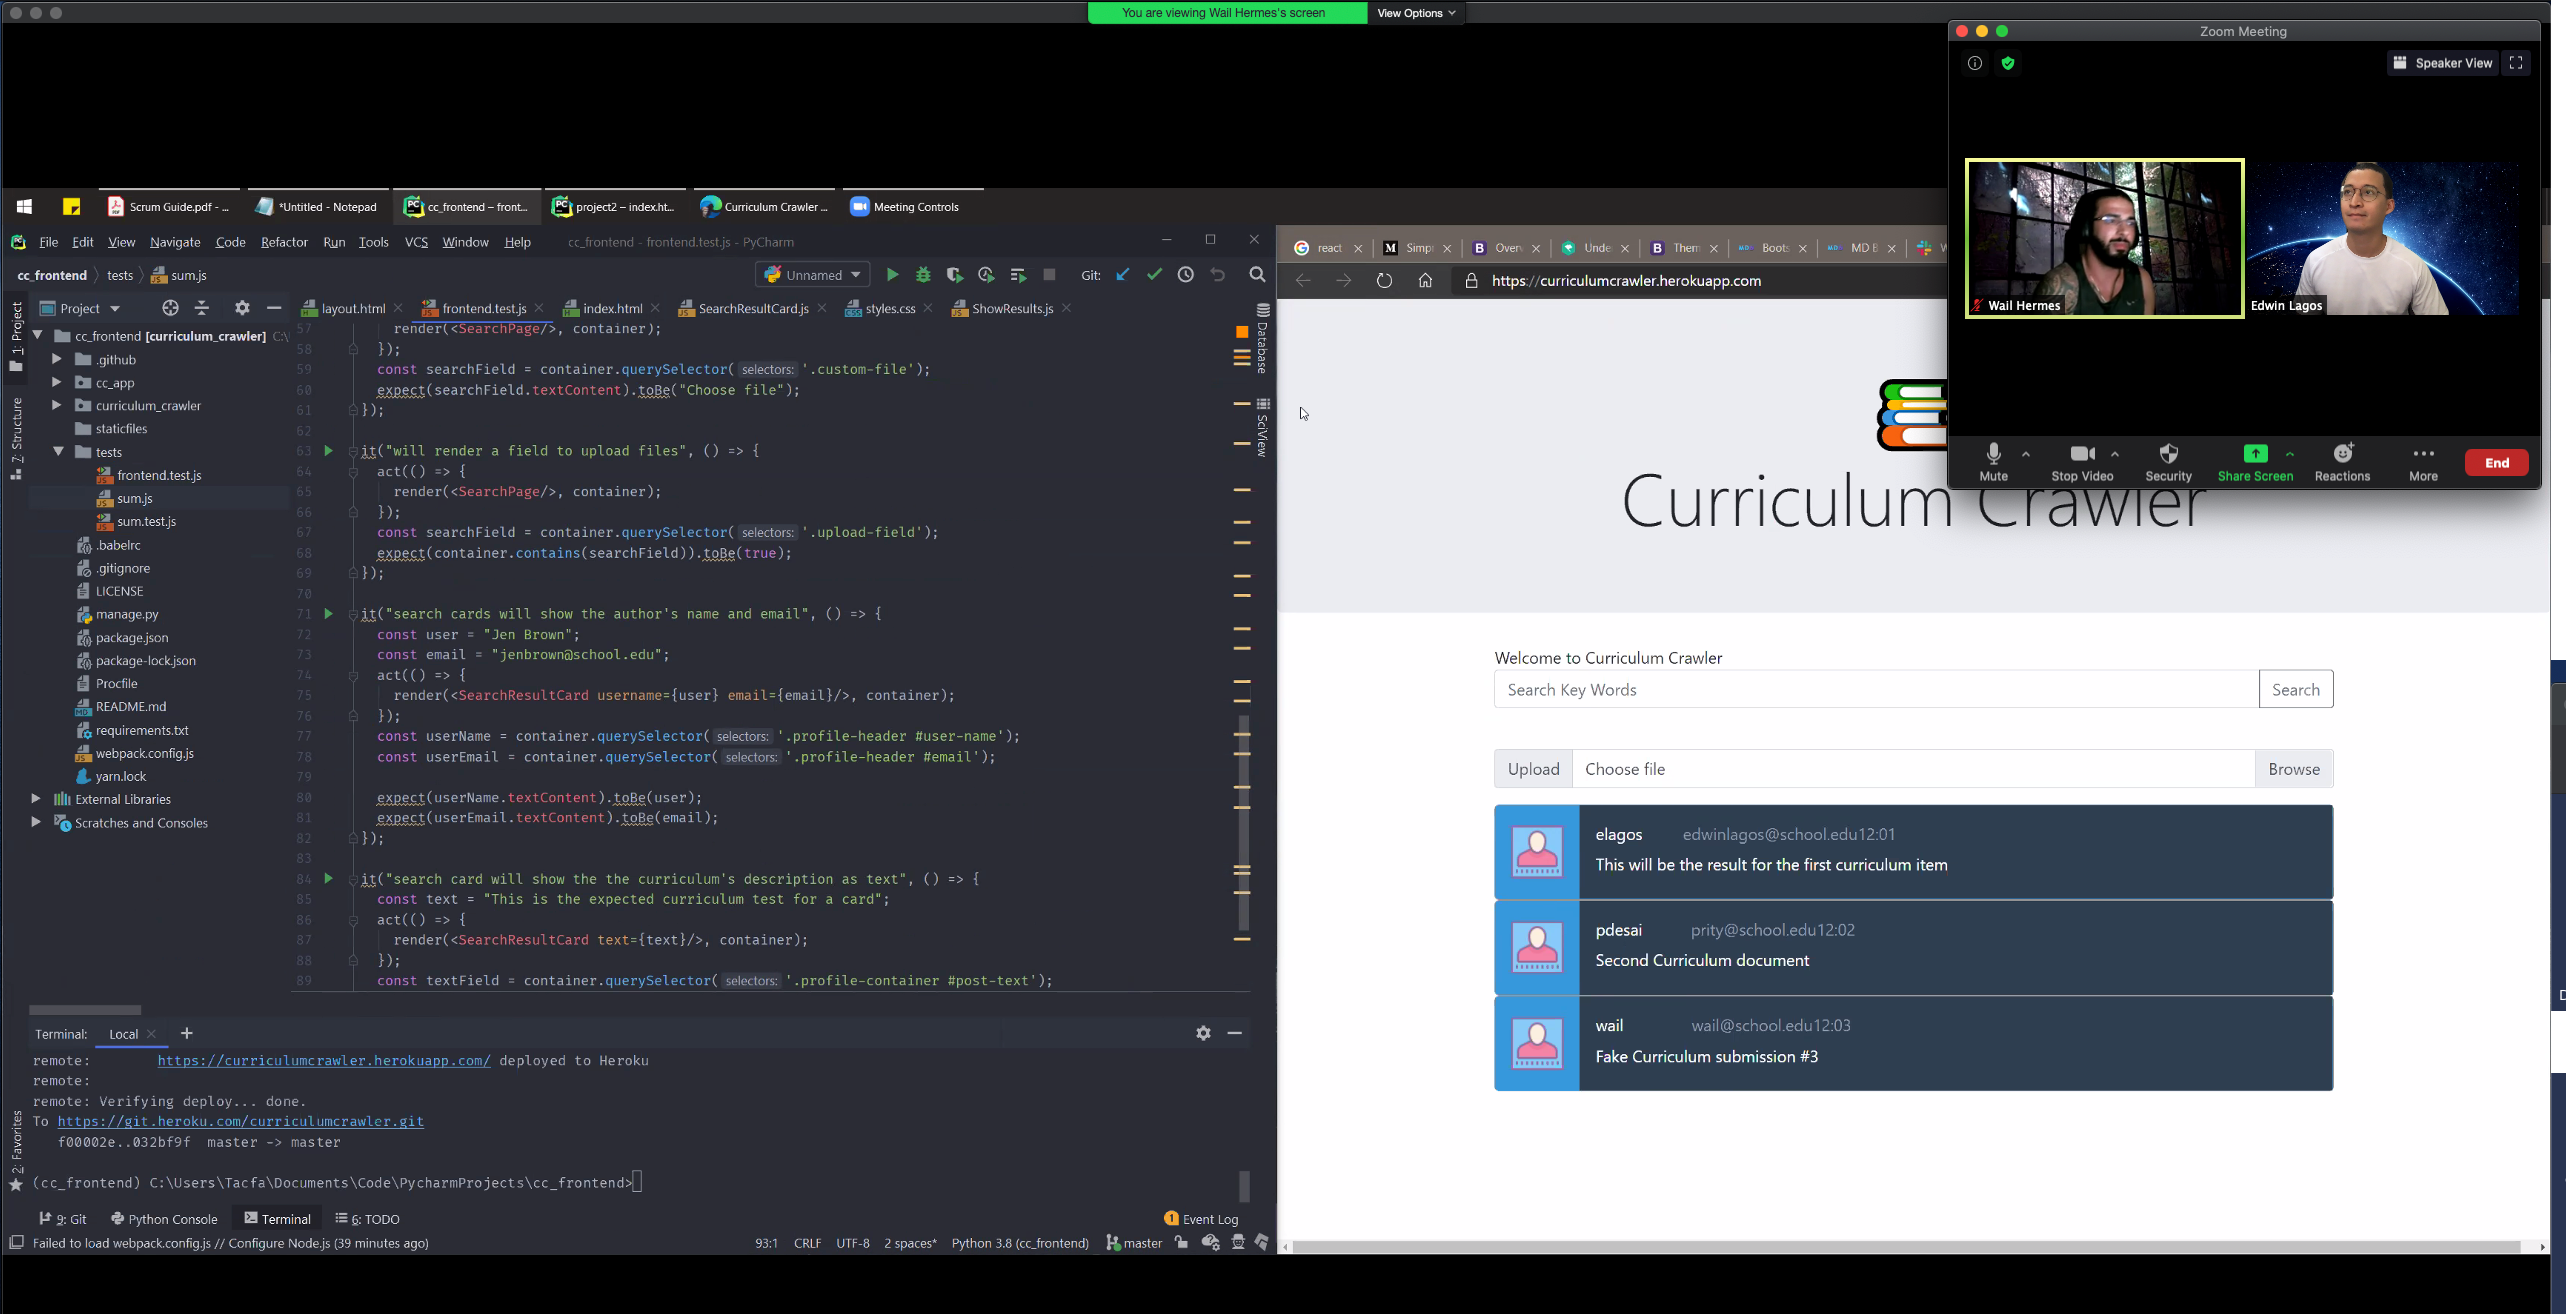 You are viewing Wail Hermes's screen View Options
Zoom Meeting
Speaker View
Wail Hermes
Edwin Lagos
Mute Stop Video Security Share Screen Reactions More End
Scrum Guide.pdf - ... *Untitled - Notepad cc_frontend – front... project2 – index.ht... Curriculum Crawler ... Meeting Controls
File Edit View Navigate Code Refactor Run Tools VCS Window Help cc_frontend - frontend.test.js - PyCharm
cc_frontend tests sum.js Unnamed Git:
Project layout.html frontend.test.js index.html SearchResultCard.js styles.css ShowResults.js
1: Project
7: Structure
2: Favorites
Database
SciView
cc_frontend [curriculum_crawler] C:\
.github
cc_app
curriculum_crawler
staticfiles
tests
frontend.test.js
sum.js
sum.test.js
.babelrc
.gitignore
LICENSE
manage.py
package.json
package-lock.json
Procfile
README.md
requirements.txt
webpack.config.js
yarn.lock
External Libraries
Scratches and Consoles
57 render(<SearchPage/>, container);
58 });
59 const searchField = container.querySelector( selectors: '.custom-file');
60 expect(searchField.textContent).toBe("Choose file");
61 });
62
63 it("will render a field to upload files", () => {
64 act(() => {
65 render(<SearchPage/>, container);
66 });
67 const searchField = container.querySelector( selectors: '.upload-field');
68 expect(container.contains(searchField)).toBe(true);
69 });
70
71 it("search cards will show the author's name and email", () => {
72 const user = "Jen Brown";
73 const email = "jenbrown@school.edu";
74 act(() => {
75 render(<SearchResultCard username={user} email={email}/>, container);
76 });
77 const userName = container.querySelector( selectors: '.profile-header #user-name');
78 const userEmail = container.querySelector( selectors: '.profile-header #email');
79
80 expect(userName.textContent).toBe(user);
81 expect(userEmail.textContent).toBe(email);
82 });
83
84 it("search card will show the the curriculum's description as text", () => {
85 const text = "This is the expected curriculum test for a card";
86 act(() => {
87 render(<SearchResultCard text={text}/>, container);
88 });
89 const textField = container.querySelector( selectors: '.profile-container #post-text');
Terminal: Local
remote: https://curriculumcrawler.herokuapp.com/ deployed to Heroku
remote:
remote: Verifying deploy... done.
To https://git.heroku.com/curriculumcrawler.git
f00002e..032bf9f master -> master
(cc_frontend) C:\Users\Tacfa\Documents\Code\PycharmProjects\cc_frontend>
9: Git Python Console Terminal 6: TODO 1 Event Log
Failed to load webpack.config.js // Configure Node.js (39 minutes ago) 93:1 CRLF UTF-8 2 spaces* Python 3.8 (cc_frontend) master
react Simp Over Unde Them Boots MD B
https://curriculumcrawler.herokuapp.com
Curriculum Crawler
Welcome to Curriculum Crawler
Search Key Words Search
Upload Choose file Browse
elagos edwinlagos@school.edu12:01
This will be the result for the first curriculum item
pdesai prity@school.edu12:02
Second Curriculum document
wail wail@school.edu12:03
Fake Curriculum submission #3